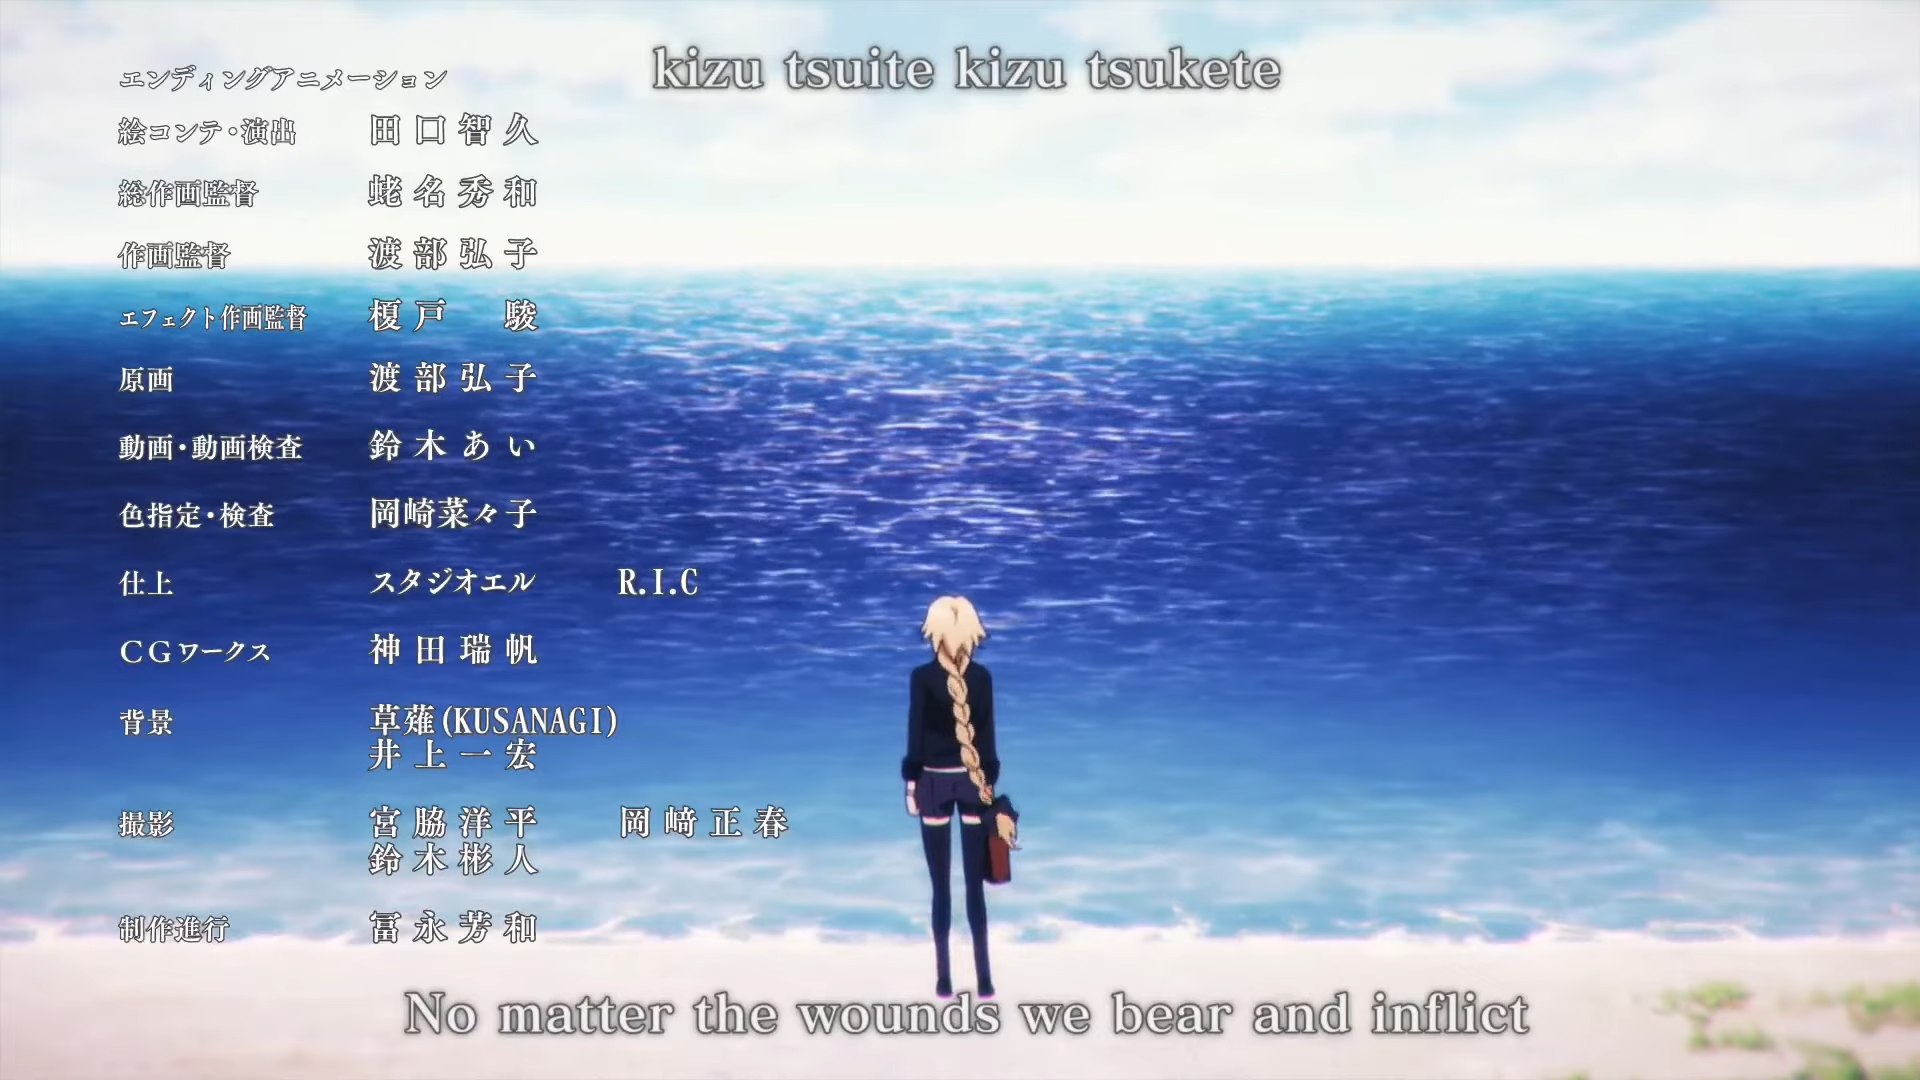 kizu tsuite kizu tsukete
エンディングアニメーション
絵コンテ・演出 田口智久
総作画監督 蛯名秀和
作画監督 渡部弘子
エフェクト作画監督 榎戸 駿
原画 渡部弘子
動画・動画検査 鈴木あい
色指定・検査 岡崎菜々子
仕上 スタジオエル R.I.C
CGワークス 神田瑞帆
背景 草薙(KUSANAGI)
井上一宏
撮影 宮脇洋平 岡﨑正春
鈴木彬人
制作進行 冨永芳和
No matter the wounds we bear and inflict